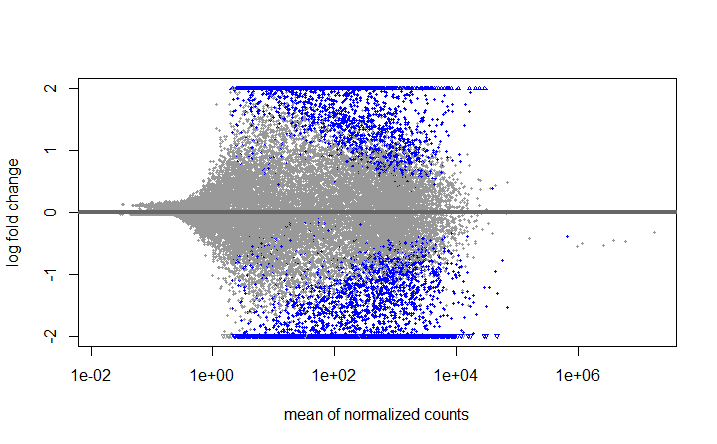 2
1
0
-1
-2
log fold change
1e-02
1e+00
1e+02
1e+04
1e+06
mean of normalized counts